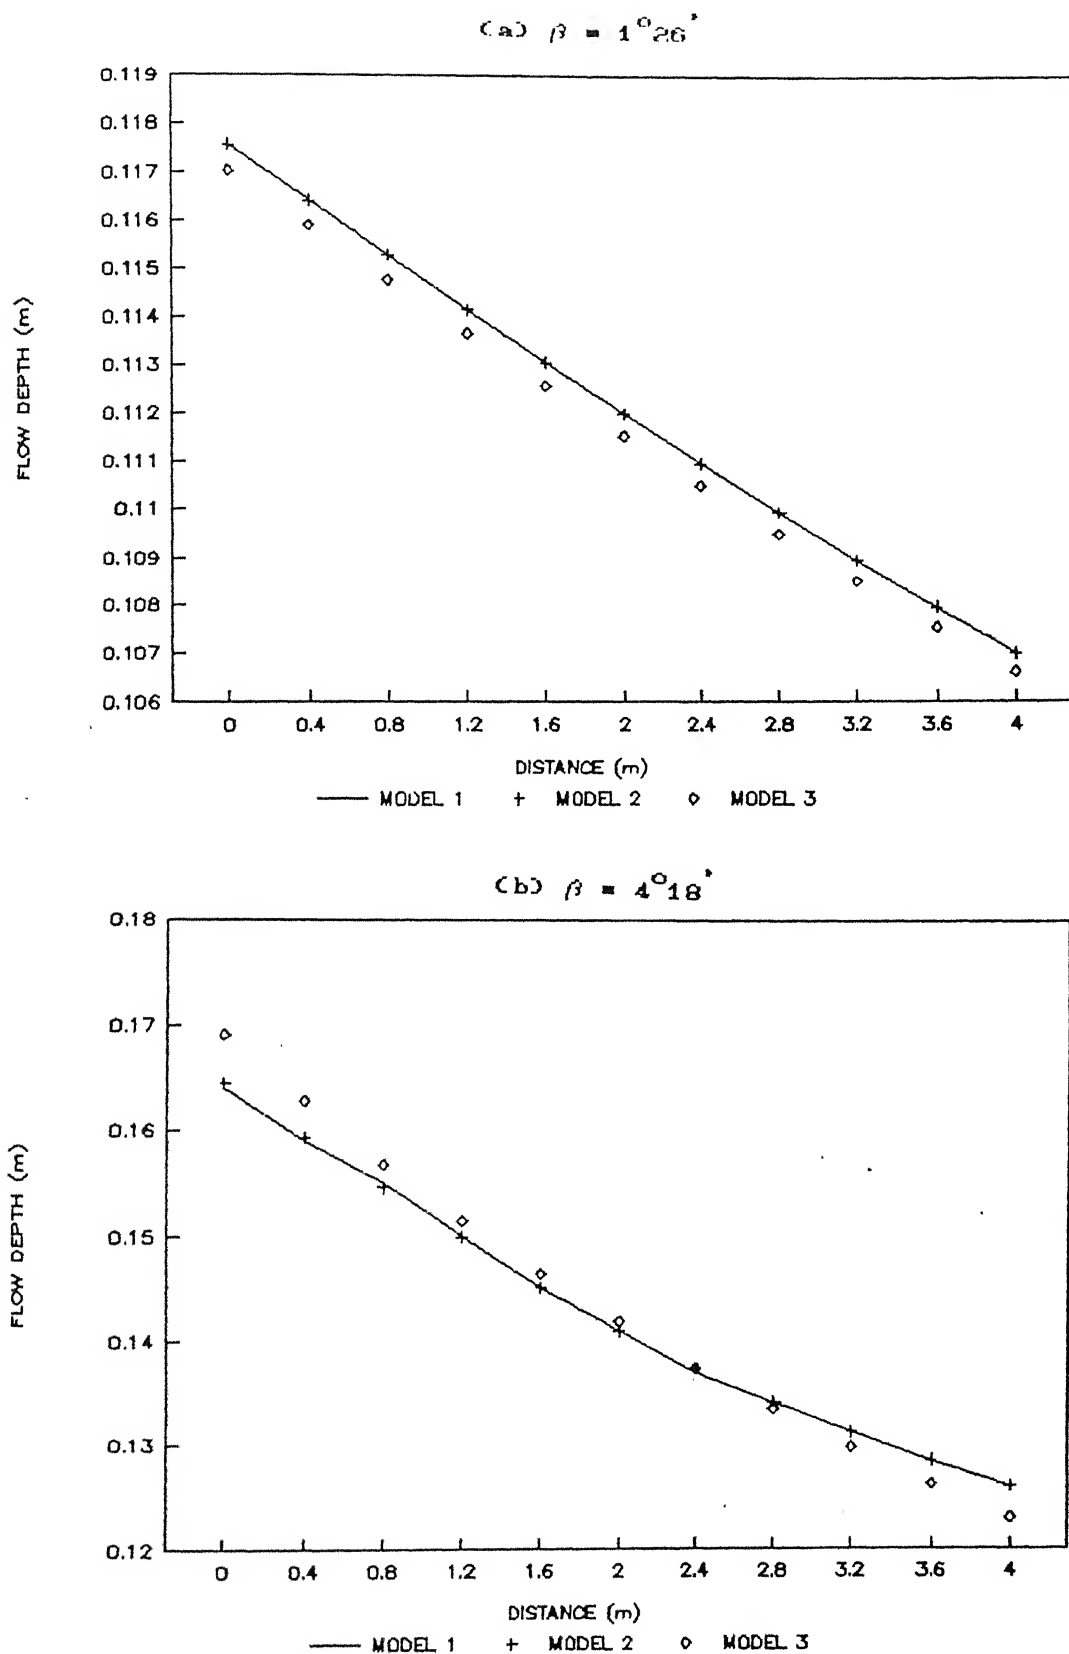 (a) β = 1°26'
0.119
0.118
0.117
0.116
0.115
0.114
0.113
0.112
0.111
0.11
0.109
0.108
0.107
0.106
FLOW DEPTH (m)
0 0.4 0.8 1.2 1.6 2 2.4 2.8 3.2 3.6 4
DISTANCE (m)
MODEL 1 + MODEL 2 ◇ MODEL 3
(b) β = 4°18'
0.18
0.17
0.16
0.15
0.14
0.13
0.12
FLOW DEPTH (m)
0 0.4 0.8 1.2 1.6 2 2.4 2.8 3.2 3.6 4
DISTANCE (m)
MODEL 1 + MODEL 2 ◇ MODEL 3